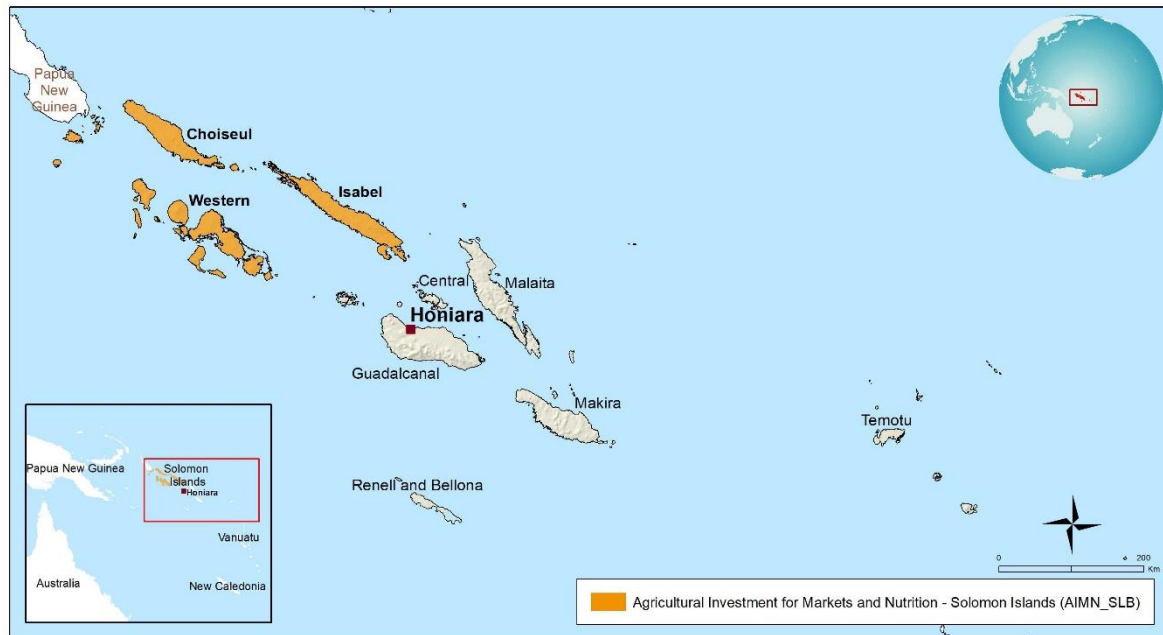 Papua
New
Guinea
Choiseul
Western
Isabel
Central
Malaita
Honiara
Guadalcanal
Makira
Temotu
Renell and Bellona
Papua New Guinea
Solomon
Islands
Honiara
Vanuatu
Australia
New Caledonia
0 200
Km
Agricultural Investment for Markets and Nutrition - Solomon Islands (AIMN_SLB)